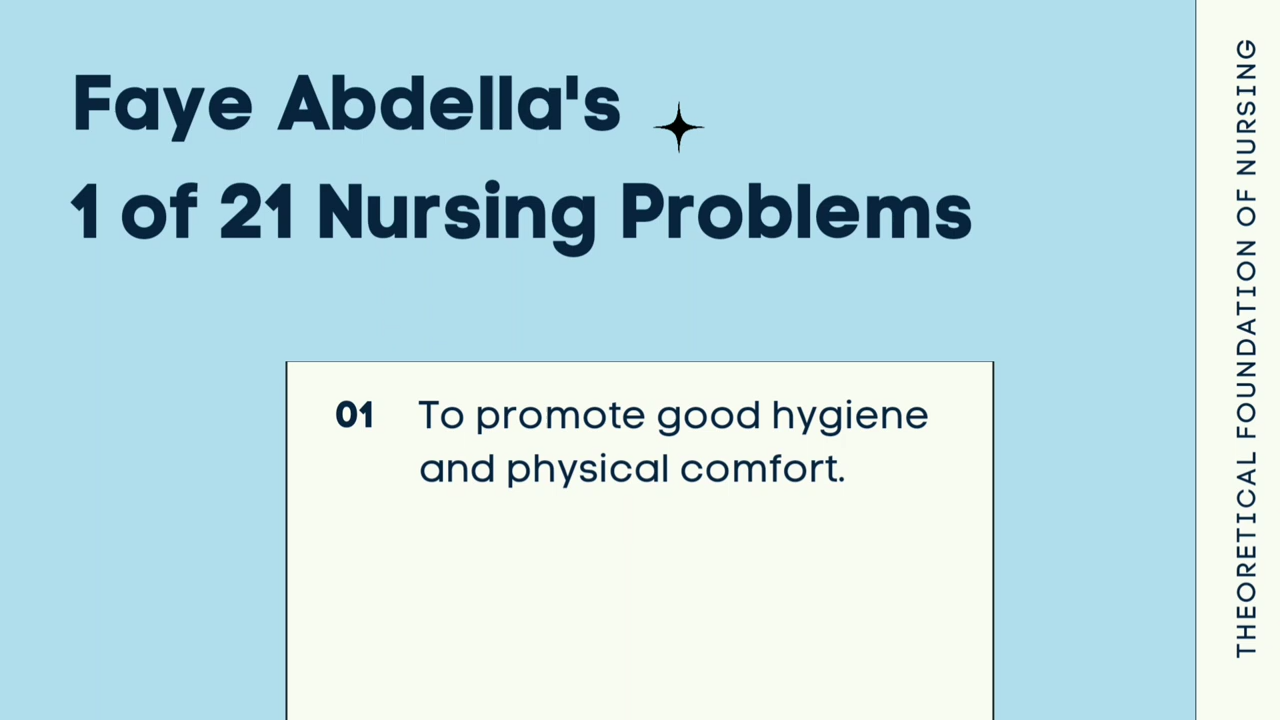 Faye Abdella's
1 of 21 Nursing Problems
01 To promote good hygiene
and physical comfort.
THEORETICAL FOUNDATION OF NURSING